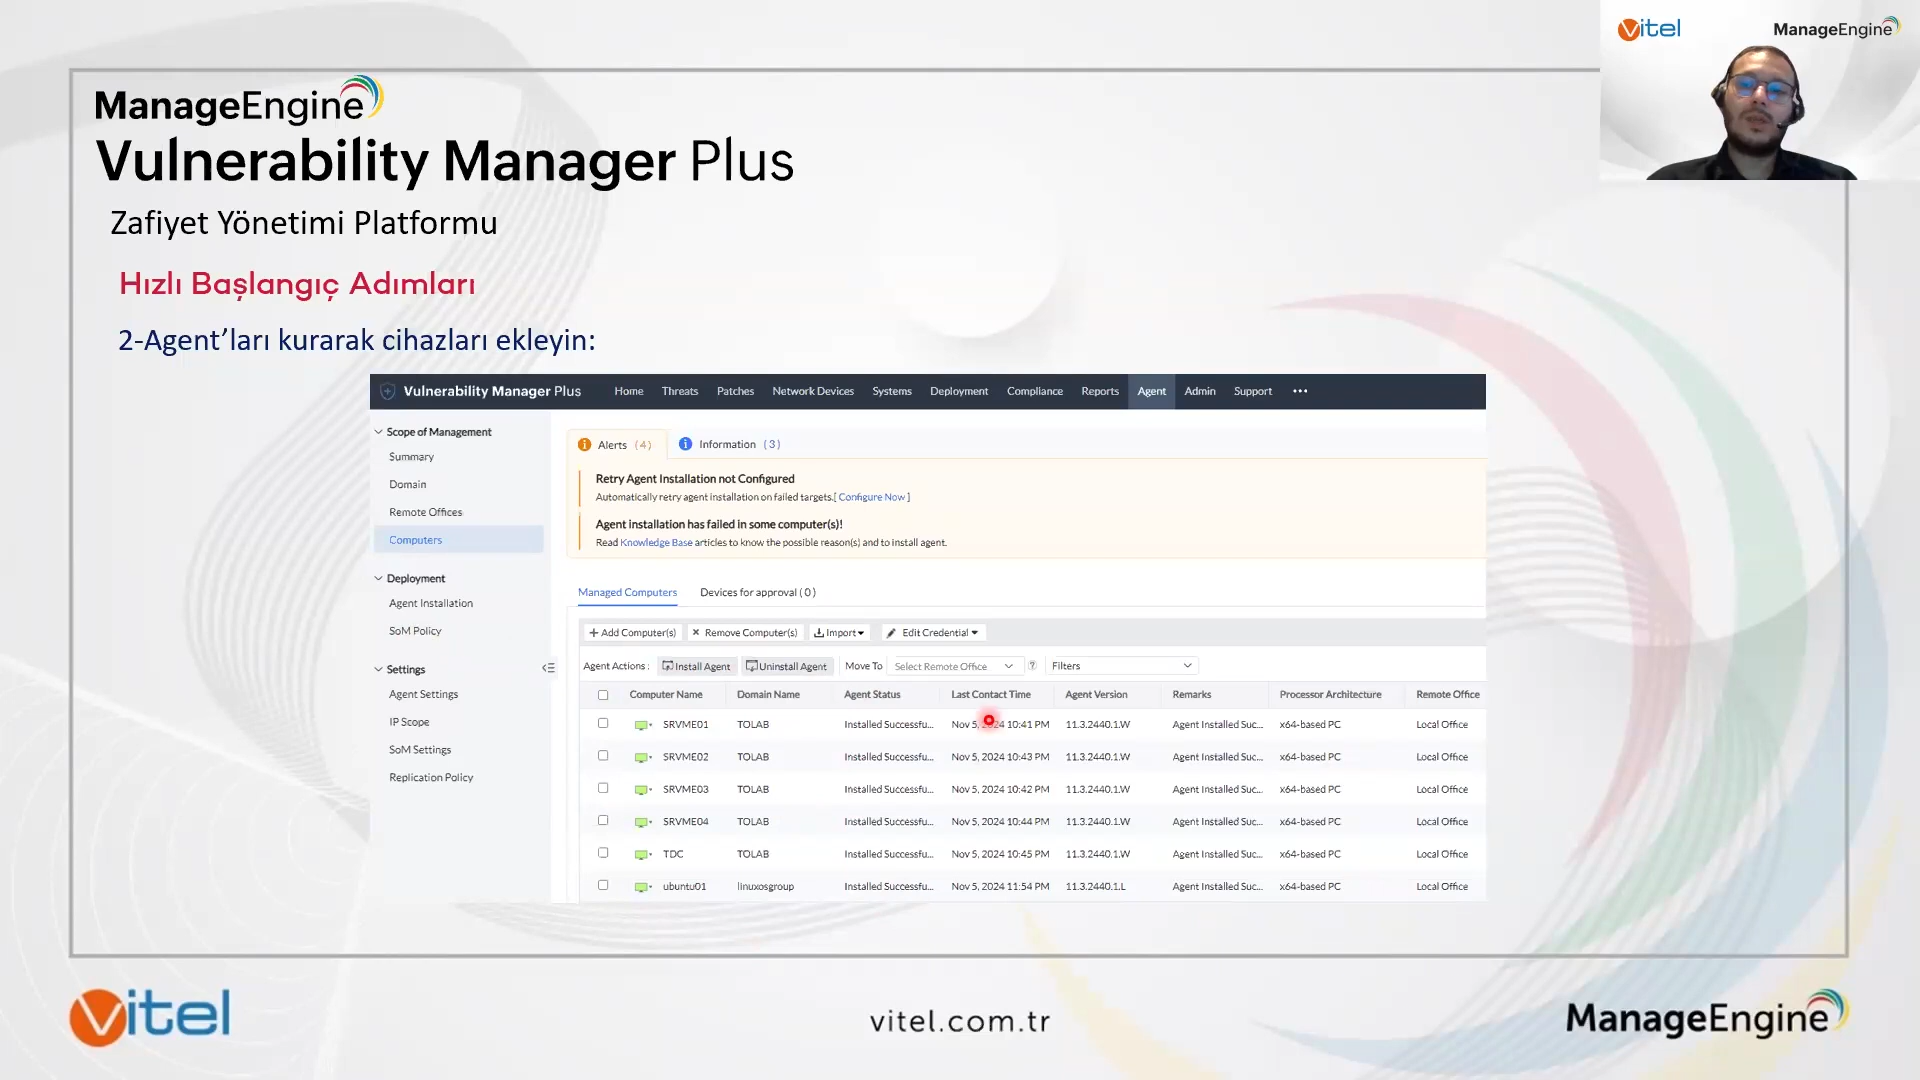 vitel
ManageEngine
ManageEngine
Vulnerability Manager Plus
Zafiyet Yönetimi Platformu
Hızlı Başlangıç Adımları
2-Agent’ları kurarak cihazları ekleyin:
Vulnerability Manager Plus Home Threats Patches Network Devices Systems Deployment Compliance Reports Agent Admin Support •••
Scope of Management
Summary
Domain
Remote Offices
Computers
Deployment
Agent Installation
SoM Policy
Settings
Agent Settings
IP Scope
SoM Settings
Replication Policy
Alerts (4) Information (3)
Retry Agent Installation not Configured
Automatically retry agent installation on failed targets.[ Configure Now ]
Agent installation has failed in some computer(s)!
Read Knowledge Base articles to know the possible reason(s) and to install agent.
Managed Computers Devices for approval ( 0 )
+ Add Computer(s) × Remove Computer(s) Import Edit Credential
Agent Actions : Install Agent Uninstall Agent Move To Select Remote Office ? Filters
Computer Name Domain Name Agent Status Last Contact Time Agent Version Remarks Processor Architecture Remote Office
SRVME01 TOLAB Installed Successfu... Nov 5, 2024 10:41 PM 11.3.2440.1.W Agent Installed Suc... x64-based PC Local Office
SRVME02 TOLAB Installed Successfu... Nov 5, 2024 10:43 PM 11.3.2440.1.W Agent Installed Suc... x64-based PC Local Office
SRVME03 TOLAB Installed Successfu... Nov 5, 2024 10:42 PM 11.3.2440.1.W Agent Installed Suc... x64-based PC Local Office
SRVME04 TOLAB Installed Successfu... Nov 5, 2024 10:44 PM 11.3.2440.1.W Agent Installed Suc... x64-based PC Local Office
TDC TOLAB Installed Successfu... Nov 5, 2024 10:45 PM 11.3.2440.1.W Agent Installed Suc... x64-based PC Local Office
ubuntu01 linuxosgroup Installed Successfu... Nov 5, 2024 11:54 PM 11.3.2440.1.L Agent Installed Suc... x64-based PC Local Office
vitel
vitel.com.tr
ManageEngine